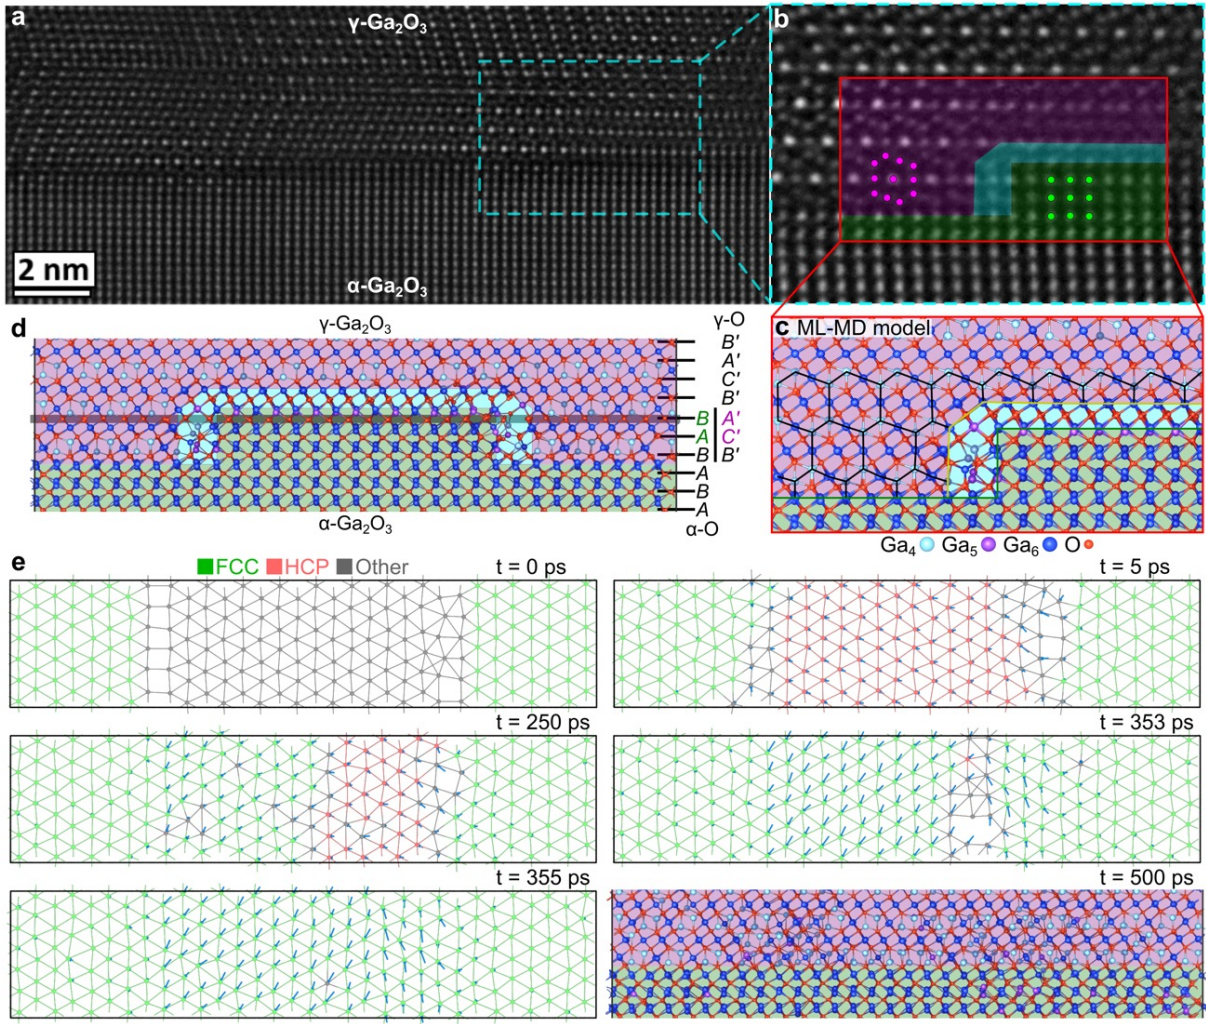 a
γ-Ga2O3
b
2 nm
α-Ga2O3
d
γ-Ga2O3
γ-O
B′
A′
C′
B′
B A′
A C′
B B′
A
B
A
α-Ga2O3
α-O
c ML-MD model
Ga4 Ga5 Ga6 O
e
FCC HCP Other
t = 0 ps
t = 5 ps
t = 250 ps
t = 353 ps
t = 355 ps
t = 500 ps